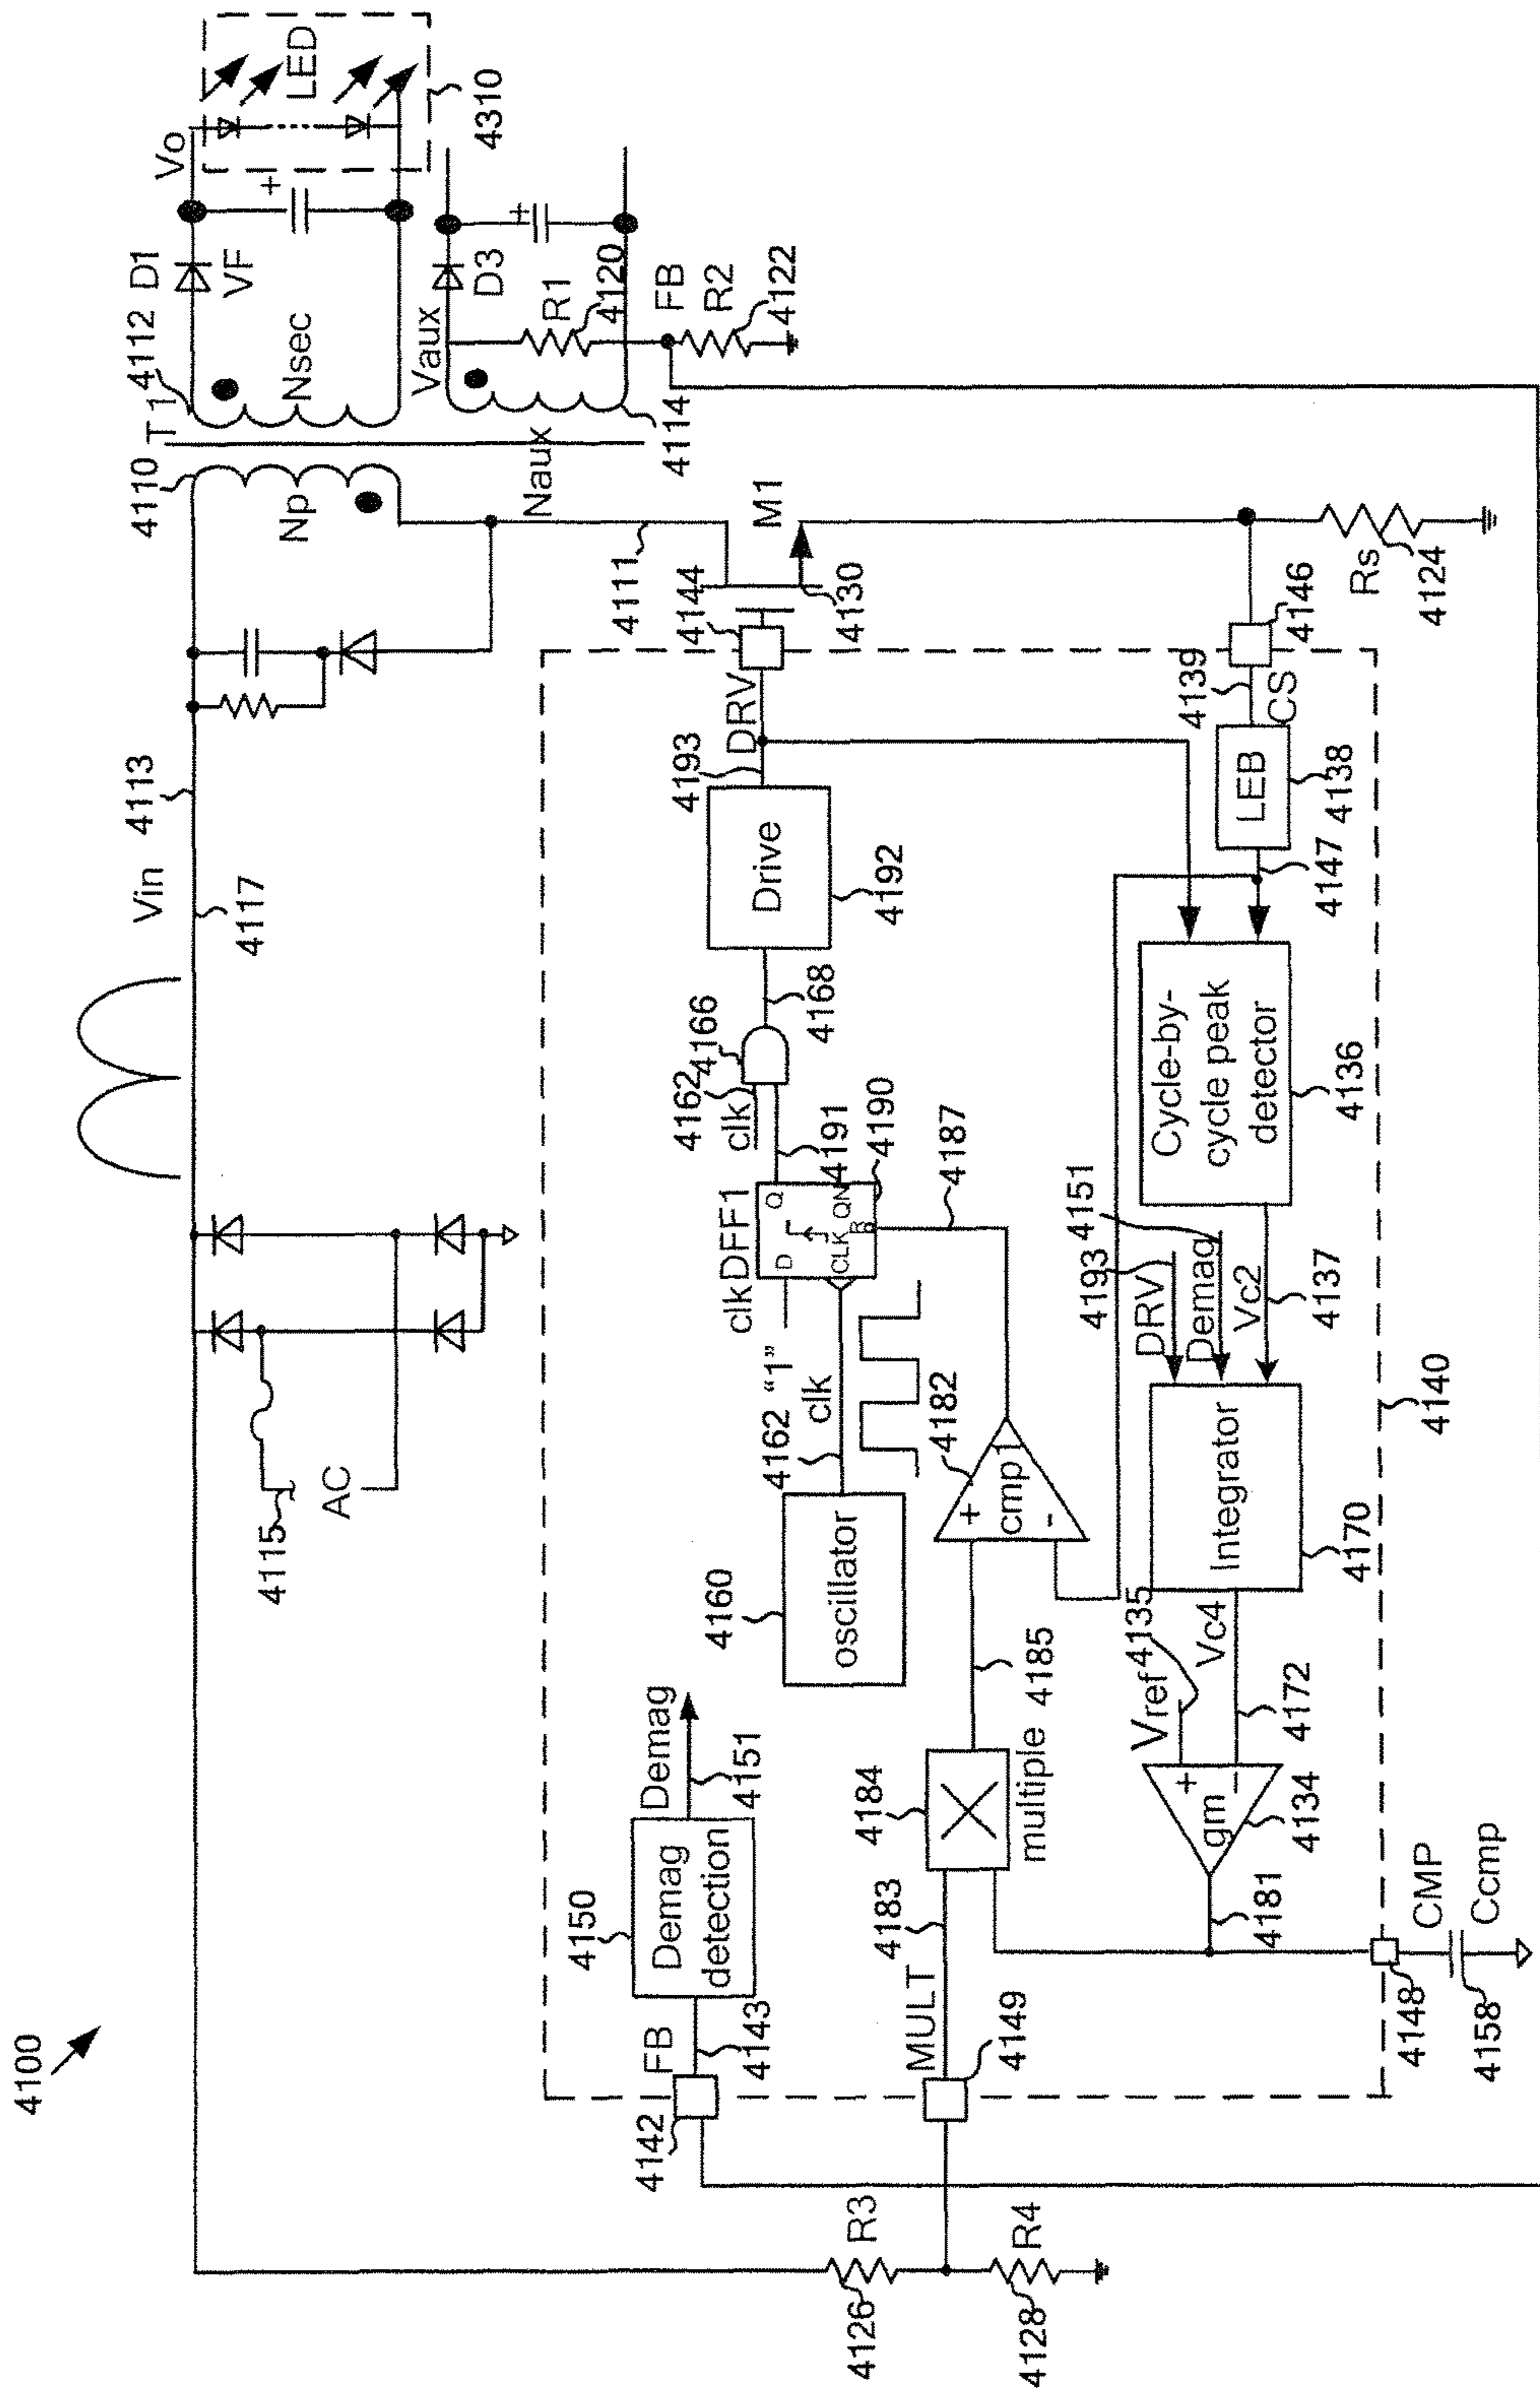 4100
Vin
4113
4117
4115
AC
4110
T1
4112
D1
VF
Vo
LED
4310
Np
Nsec
Naux
Vaux
D3
R1
4120
FB
R2
4122
4114
4111
M1
4130
4144
DRV
4193
Drive
4192
4168
4166
4162
clk
4191
4190
clk
DFF1
D
Q
CLK
QN
R
"1"
4162
clk
oscillator
4160
4187
4182
+
cmp1
-
Demag
detection
4150
Demag
4151
FB
4143
4142
MULT
4183
4149
4184
multiple
4185
R3
4126
R4
4128
Vref
4135
Vc4
4172
+
gm
-
4134
4181
4148
CMP
Ccmp
4158
Integrator
4170
4193
DRV
4151
Demag
Vc2
4137
Cycle-by-
cycle peak
detector
4136
4147
LEB
4138
4139
CS
4146
Rs
4124
4140
+
+